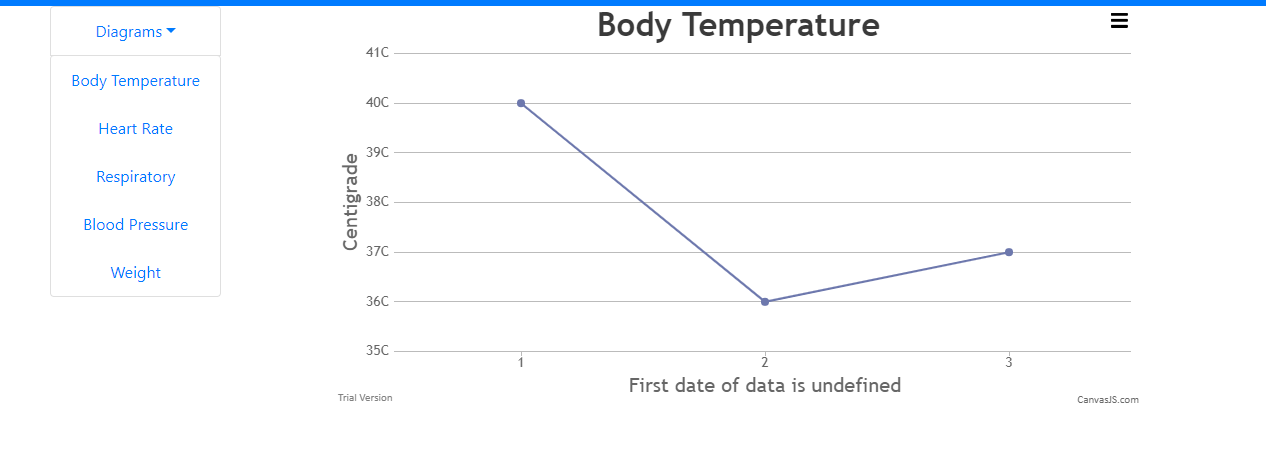 Diagrams
Body Temperature
Heart Rate
Respiratory
Blood Pressure
Weight
Body Temperature
Centigrade
41C
40C
39C
38C
37C
36C
35C
1 2 3
First date of data is undefined
Trial Version
CanvasJS.com